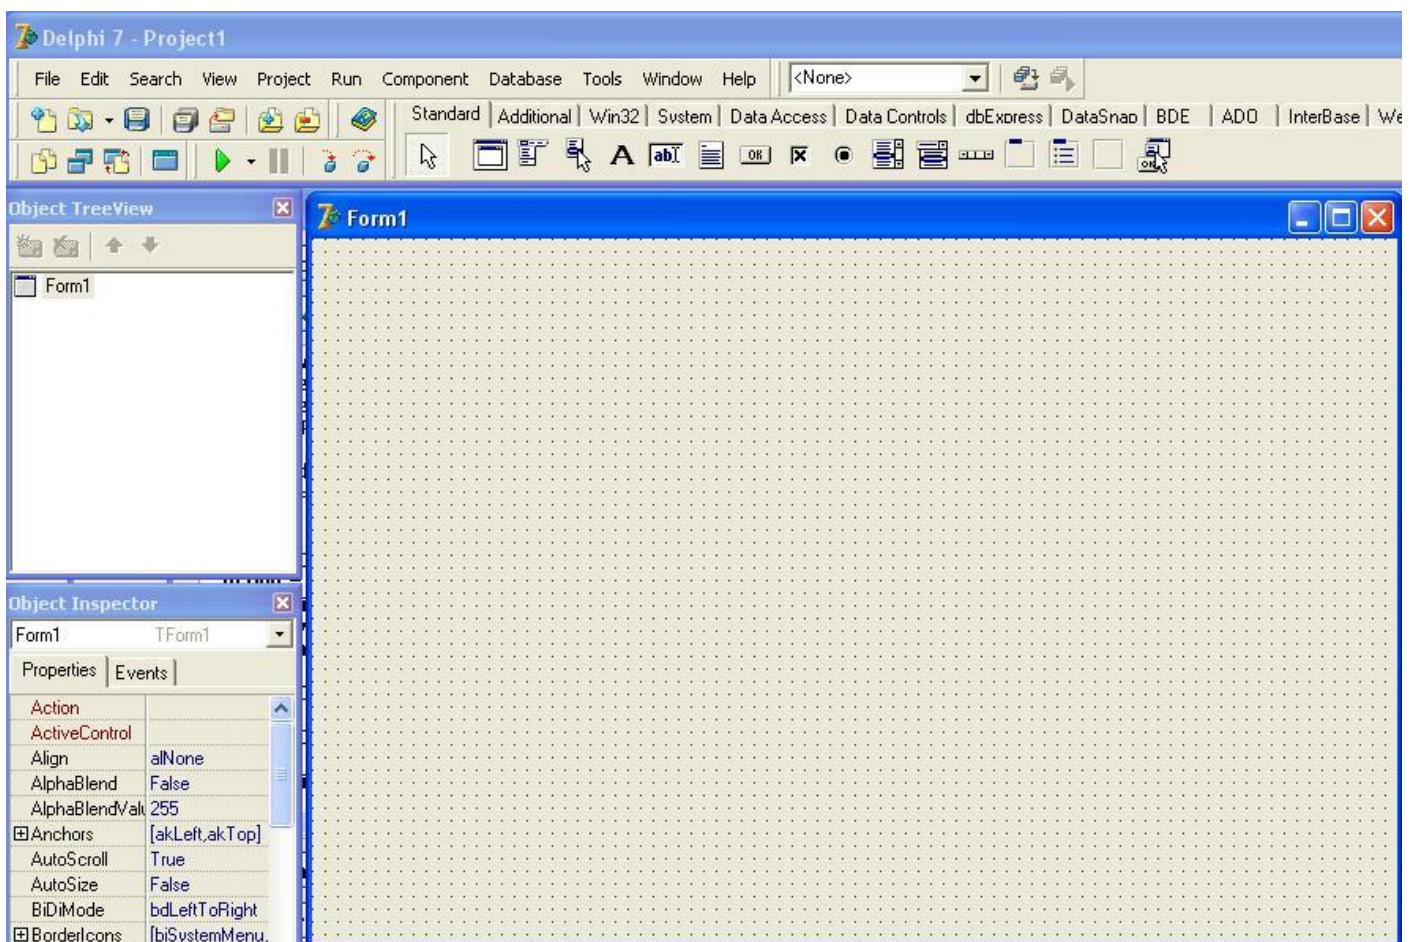 Delphi 7 - Project1
File Edit Search View Project Run Component Database Tools Window Help <None>
Standard Additional Win32 System Data Access Data Controls dbExpress DataSnap BDE ADO InterBase We
A abI OK
Object TreeView
Form1
Form1
Object Inspector
Form1 TForm1
Properties Events
Action
ActiveControl
Align alNone
AlphaBlend False
AlphaBlendValu 255
Anchors [akLeft,akTop]
AutoScroll True
AutoSize False
BiDiMode bdLeftToRight
BorderIcons [biSystemMenu,